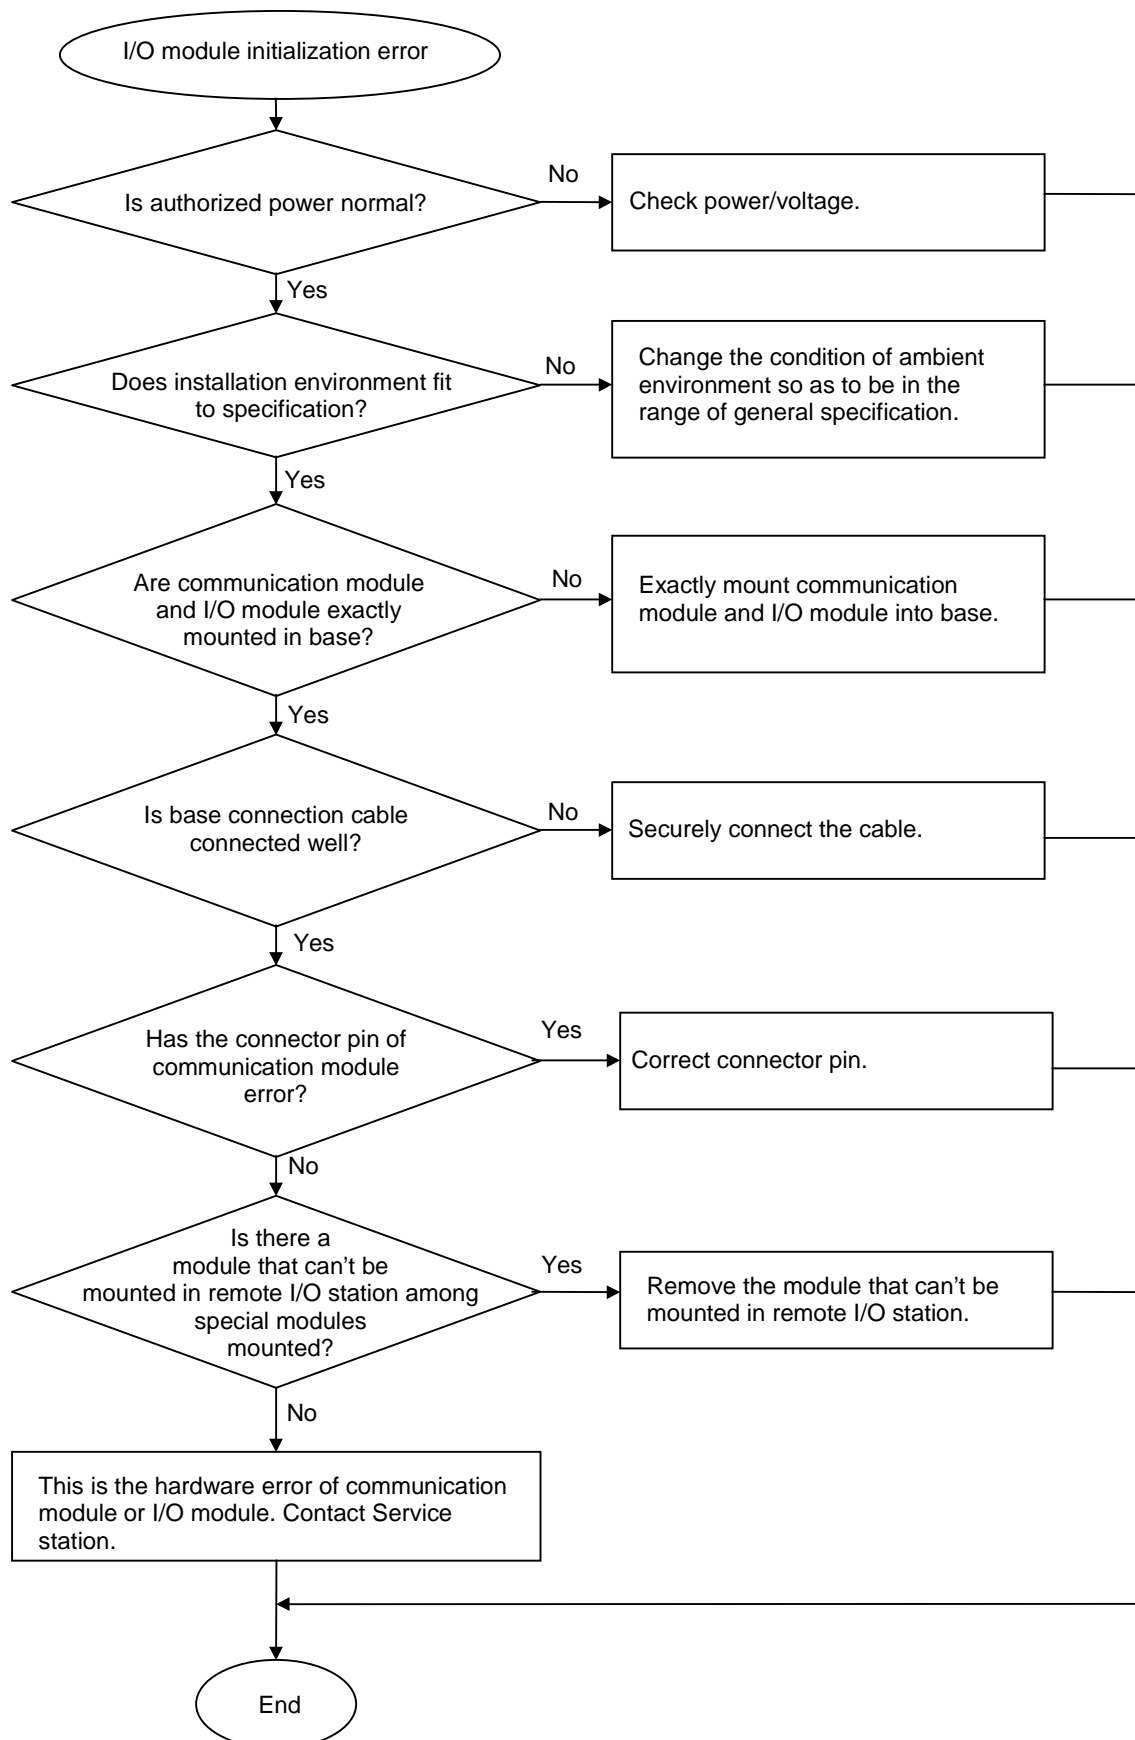 I/O module initialization error
Is authorized power normal?
No
Check power/voltage.
Yes
Does installation environment fit
to specification?
No
Change the condition of ambient
environment so as to be in the
range of general specification.
Yes
Are communication module
and I/O module exactly
mounted in base?
No
Exactly mount communication
module and I/O module into base.
Yes
Is base connection cable
connected well?
No
Securely connect the cable.
Yes
Has the connector pin of
communication module
error?
Yes
Correct connector pin.
No
Is there a
module that can’t be
mounted in remote I/O station among
special modules
mounted?
Yes
Remove the module that can’t be
mounted in remote I/O station.
No
This is the hardware error of communication
module or I/O module. Contact Service
station.
End